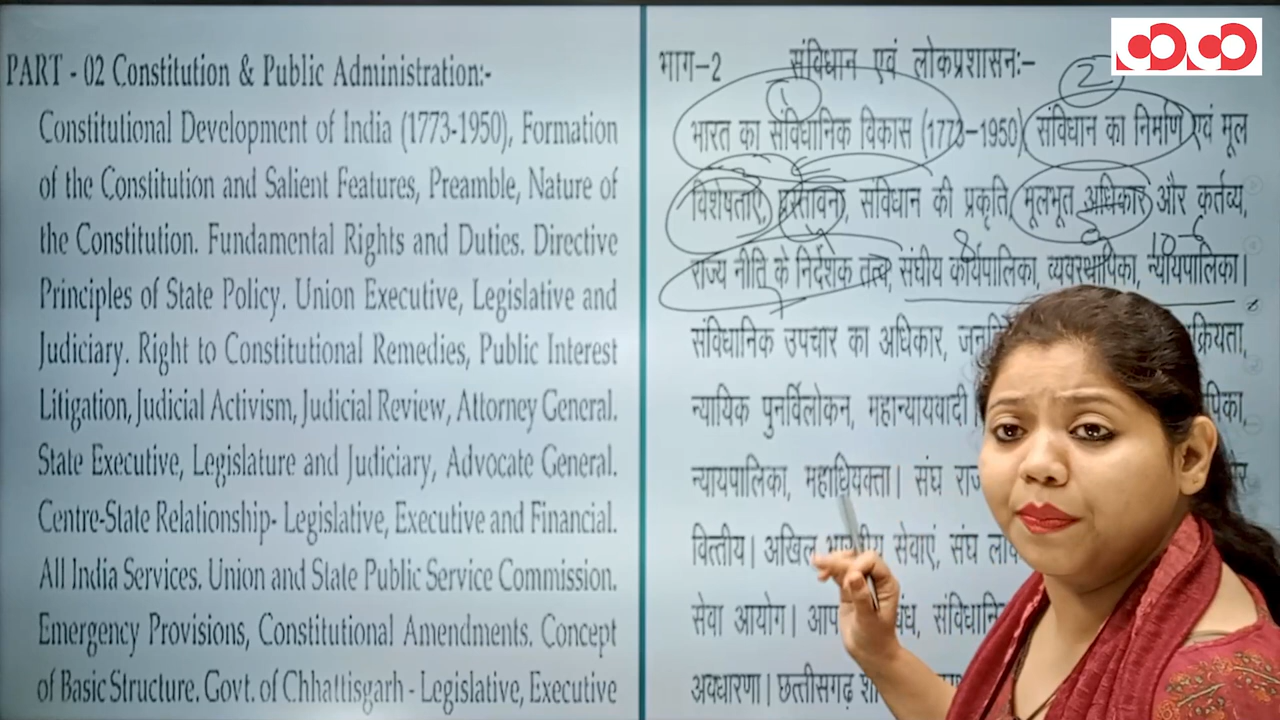 PART - 02 Constitution & Public Administration:-
Constitutional Development of India (1773-1950), Formation
of the Constitution and Salient Features, Preamble, Nature of
the Constitution. Fundamental Rights and Duties. Directive
Principles of State Policy. Union Executive, Legislative and
Judiciary. Right to Constitutional Remedies, Public Interest
Litigation, Judicial Activism, Judicial Review, Attorney General.
State Executive, Legislature and Judiciary, Advocate General.
Centre-State Relationship- Legislative, Executive and Financial.
All India Services. Union and State Public Service Commission.
Emergency Provisions, Constitutional Amendments. Concept
of Basic Structure. Govt. of Chhattisgarh - Legislative, Executive
भाग–2 संविधान एवं लोकप्रशासनः–
1 2
भारत का संविधानिक विकास (1773–1950), संविधान का निर्माण एवं मूल
विशेषताएं, प्रस्तावना, संविधान की प्रकृति, मूलभूत अधिकार और कर्तव्य,
राज्य नीति के निर्देशक तत्व, संघीय कार्यपालिका, व्यवस्थापिका, न्यायपालिका।
संविधानिक उपचार का अधिकार,
न्यायिक पुनर्विलोकन, महान्यायवादी
न्यायपालिका, महाधियक्ता। संघ
वित्तीय। अखिल सेवाएं, संघ
सेवा आयोग।
अवधारणा। छत्तीसगढ़